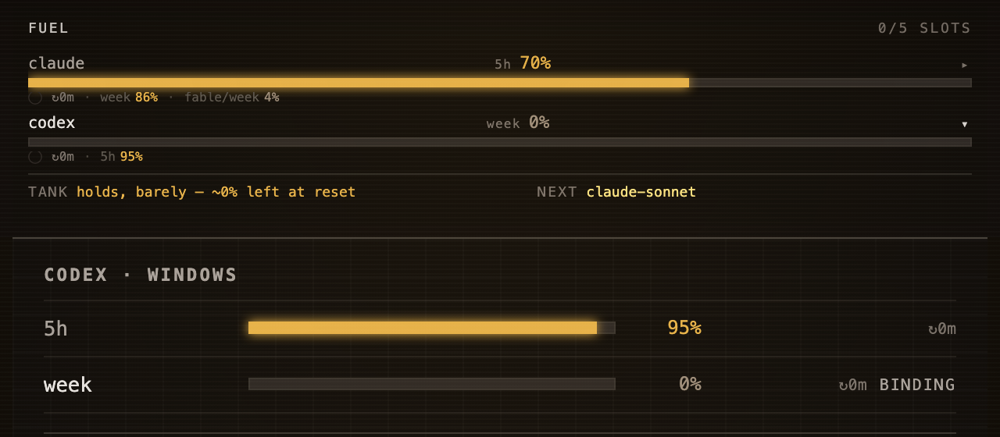 FUEL 0/5 SLOTS
claude 5h 70% ▸
↻0m · week 86% · fable/week 4%
codex week 0% ▾
↻0m · 5h 95%
TANK holds, barely — ~0% left at reset NEXT claude-sonnet
CODEX · WINDOWS
5h 95% ↻0m
week 0% ↻0m BINDING